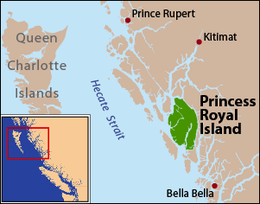 Prince Rupert
Kitimat
Queen
Charlotte
Islands
Hecate Strait
Princess
Royal
Island
Bella Bella